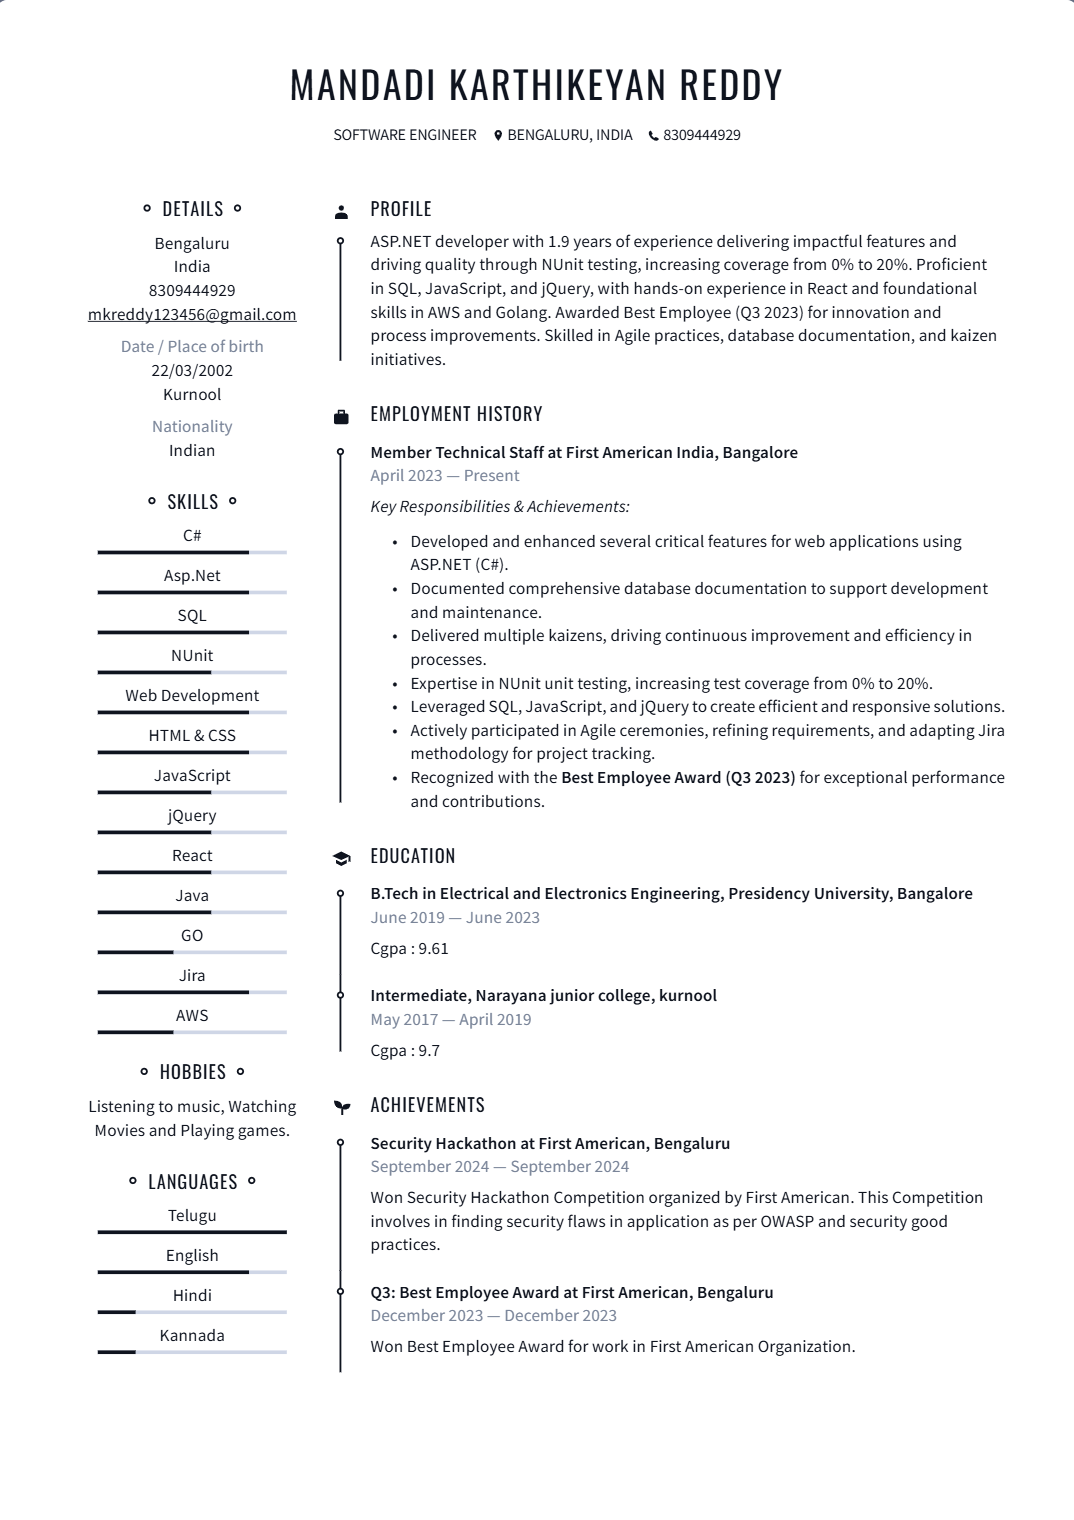 MANDADI KARTHIKEYAN REDDY
SOFTWARE ENGINEER BENGALURU, INDIA 8309444929
DETAILS
Bengaluru
India
8309444929
mkreddy123456@gmail.com
Date / Place of birth
22/03/2002
Kurnool
Nationality
Indian
SKILLS
C#
Asp.Net
SQL
NUnit
Web Development
HTML & CSS
JavaScript
jQuery
React
Java
GO
Jira
AWS
HOBBIES
Listening to music, Watching
Movies and Playing games.
LANGUAGES
Telugu
English
Hindi
Kannada
PROFILE
ASP.NET developer with 1.9 years of experience delivering impactful features and
driving quality through NUnit testing, increasing coverage from 0% to 20%. Proficient
in SQL, JavaScript, and jQuery, with hands-on experience in React and foundational
skills in AWS and Golang. Awarded Best Employee (Q3 2023) for innovation and
process improvements. Skilled in Agile practices, database documentation, and kaizen
initiatives.
EMPLOYMENT HISTORY
Member Technical Staff at First American India, Bangalore
April 2023 — Present
Key Responsibilities & Achievements:
• Developed and enhanced several critical features for web applications using
ASP.NET (C#).
• Documented comprehensive database documentation to support development
and maintenance.
• Delivered multiple kaizens, driving continuous improvement and efficiency in
processes.
• Expertise in NUnit unit testing, increasing test coverage from 0% to 20%.
• Leveraged SQL, JavaScript, and jQuery to create efficient and responsive solutions.
• Actively participated in Agile ceremonies, refining requirements, and adapting Jira
methodology for project tracking.
• Recognized with the Best Employee Award (Q3 2023) for exceptional performance
and contributions.
EDUCATION
B.Tech in Electrical and Electronics Engineering, Presidency University, Bangalore
June 2019 — June 2023
Cgpa : 9.61
Intermediate, Narayana junior college, kurnool
May 2017 — April 2019
Cgpa : 9.7
ACHIEVEMENTS
Security Hackathon at First American, Bengaluru
September 2024 — September 2024
Won Security Hackathon Competition organized by First American. This Competition
involves in finding security flaws in application as per OWASP and security good
practices.
Q3: Best Employee Award at First American, Bengaluru
December 2023 — December 2023
Won Best Employee Award for work in First American Organization.